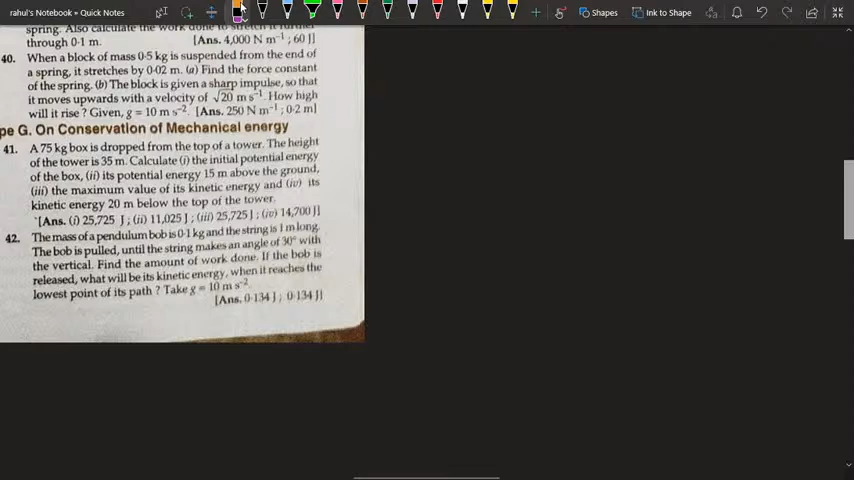 rahul's Notebook • Quick Notes
Shapes
Ink to Shape
spring. Also calculate the work done to stretch it further
through 0·1 m. [Ans. 4,000 N m⁻¹ ; 60 J]
40. When a block of mass 0·5 kg is suspended from the end of
a spring, it stretches by 0·02 m. (a) Find the force constant
of the spring. (b) The block is given a sharp impulse, so that
it moves upwards with a velocity of √20 m s⁻¹. How high
will it rise ? Given, g = 10 m s⁻². [Ans. 250 N m⁻¹ ; 0·2 m]
pe G. On Conservation of Mechanical energy
41. A 75 kg box is dropped from the top of a tower. The height
of the tower is 35 m. Calculate (i) the initial potential energy
of the box, (ii) its potential energy 15 m above the ground,
(iii) the maximum value of its kinetic energy and (iv) its
kinetic energy 20 m below the top of the tower.
[Ans. (i) 25,725 J ; (ii) 11,025 J ; (iii) 25,725 J ; (iv) 14,700 J]
42. The mass of a pendulum bob is 0·1 kg and the string is 1 m long.
The bob is pulled, until the string makes an angle of 30° with
the vertical. Find the amount of work done. If the bob is
released, what will be its kinetic energy, when it reaches the
lowest point of its path ? Take g = 10 m s⁻².
[Ans. 0·134 J ; 0·134 J]